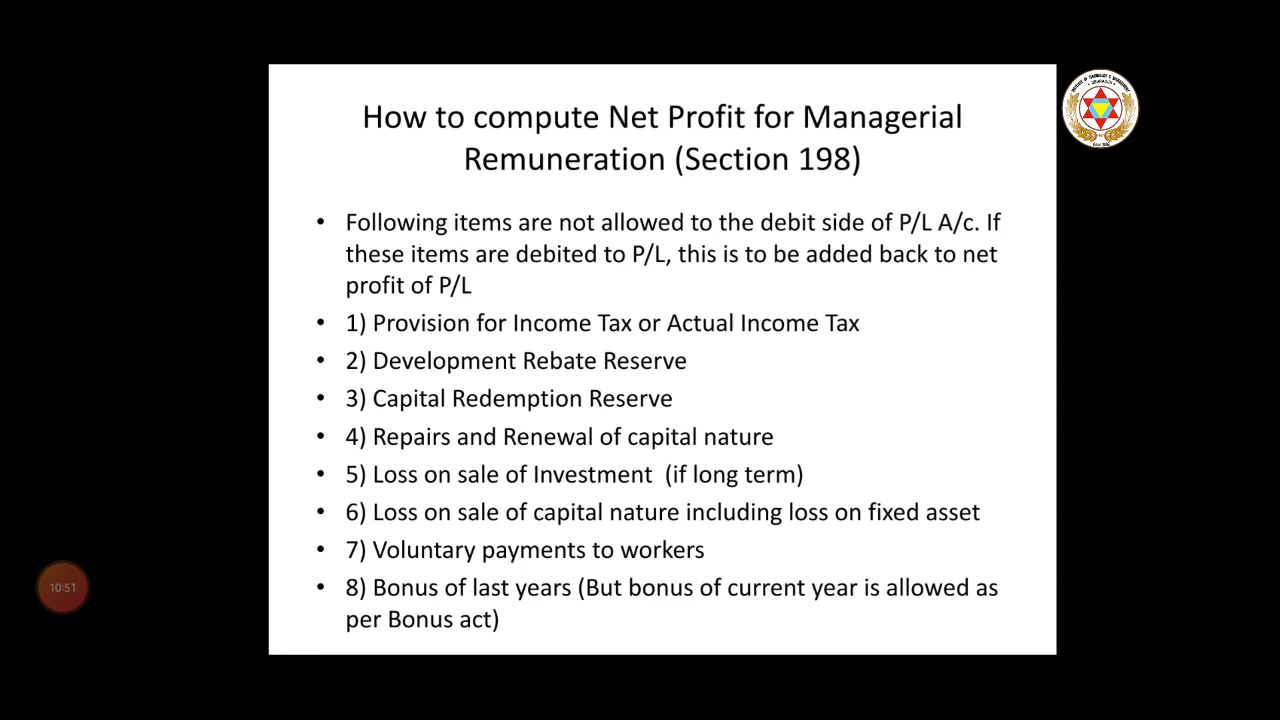 How to compute Net Profit for Managerial
Remuneration (Section 198)
• Following items are not allowed to the debit side of P/L A/c. If
these items are debited to P/L, this is to be added back to net
profit of P/L
• 1) Provision for Income Tax or Actual Income Tax
• 2) Development Rebate Reserve
• 3) Capital Redemption Reserve
• 4) Repairs and Renewal of capital nature
• 5) Loss on sale of Investment  (if long term)
• 6) Loss on sale of capital nature including loss on fixed asset
• 7) Voluntary payments to workers
• 8) Bonus of last years (But bonus of current year is allowed as
per Bonus act)
10:51